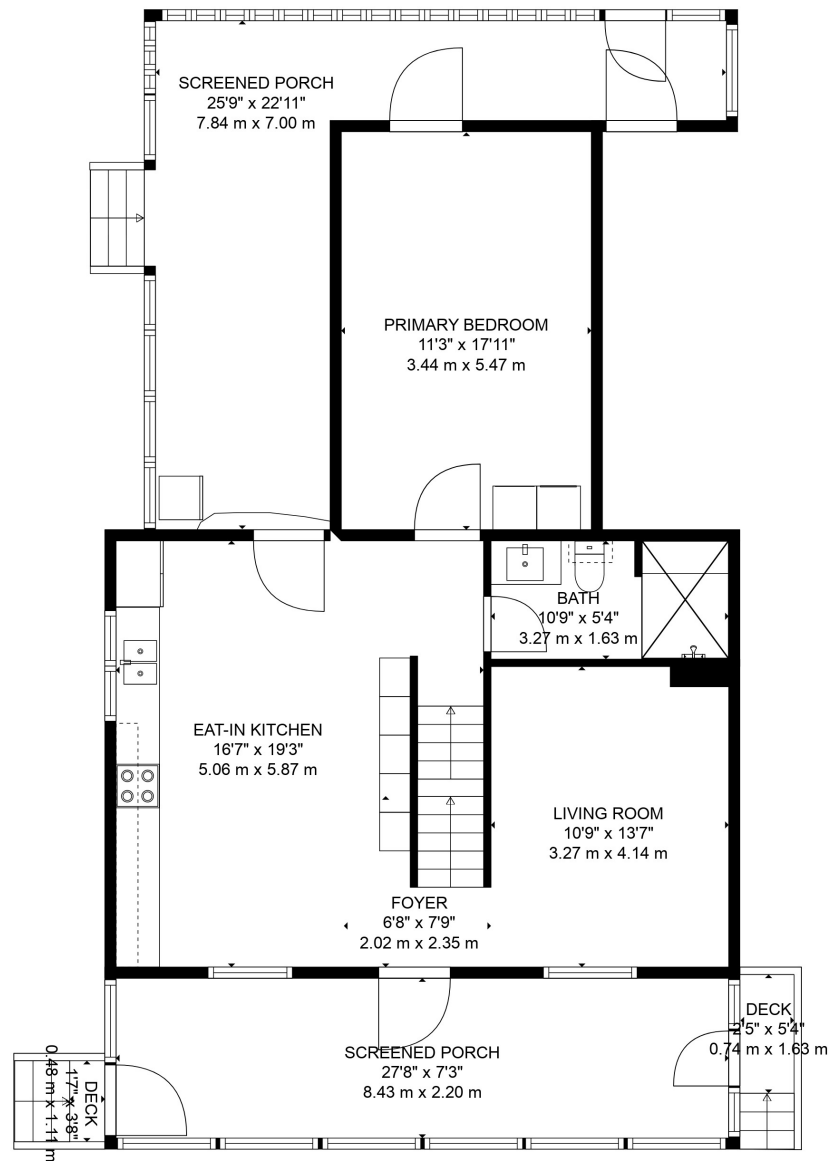 SCREENED PORCH
25'9" x 22'11"
7.84 m x 7.00 m
PRIMARY BEDROOM
11'3" x 17'11"
3.44 m x 5.47 m
BATH
10'9" x 5'4"
3.27 m x 1.63 m
EAT-IN KITCHEN
16'7" x 19'3"
5.06 m x 5.87 m
LIVING ROOM
10'9" x 13'7"
3.27 m x 4.14 m
FOYER
6'8" x 7'9"
2.02 m x 2.35 m
DECK
2'5" x 5'4"
0.74 m x 1.63 m
SCREENED PORCH
27'8" x 7'3"
8.43 m x 2.20 m
DECK
1'7" x 3'8"
0.48 m x 1.11 m